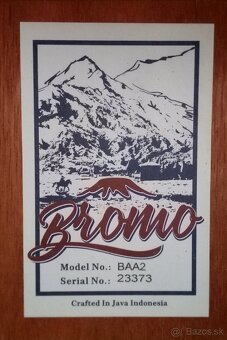 Bromo
Model No.: BAA2
Serial No.: 23373
Crafted In Java Indonesia
Bazos.sk